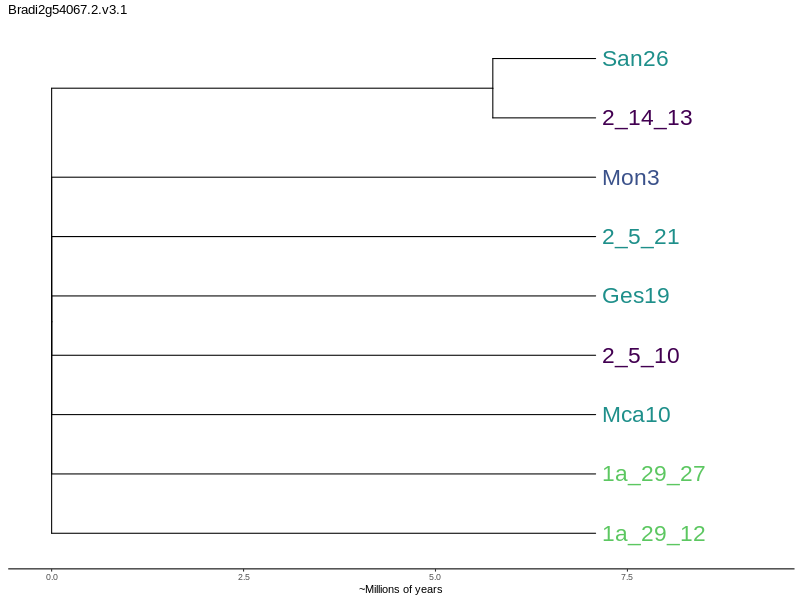 Bradi2g54067.2.v3.1
San26
2_14_13
Mon3
2_5_21
Ges19
2_5_10
Mca10
1a_29_27
1a_29_12
0.0 2.5 5.0 7.5
~Millions of years